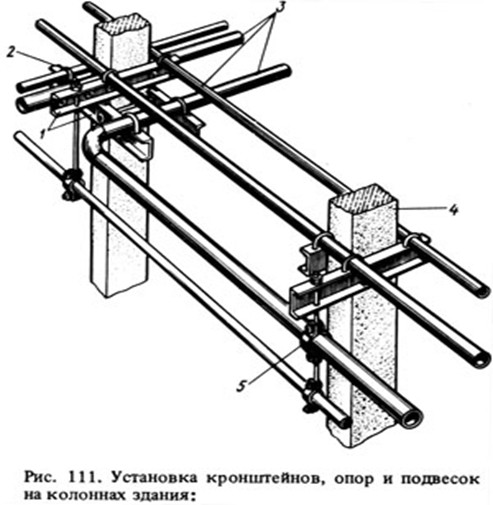 3
2
1
4
5
Рис. 111. Установка кронштейнов, опор и подвесок
на колоннах здания: